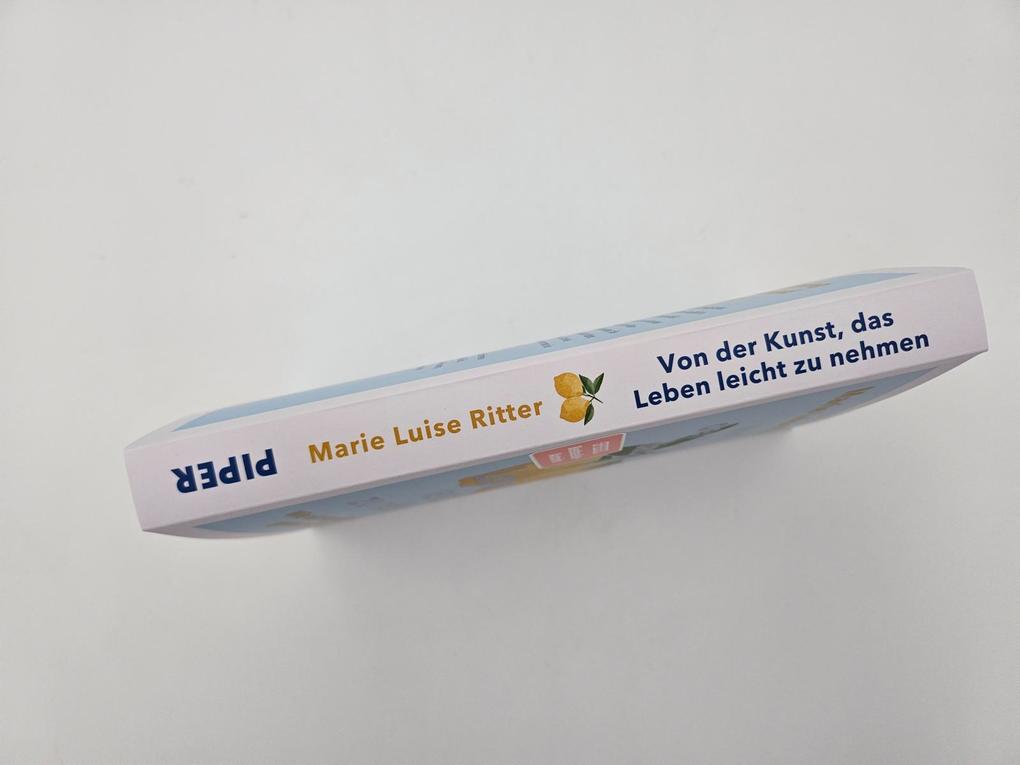 PIPER
Marie Luise Ritter
Von der Kunst, das
Leben leicht zu nehmen